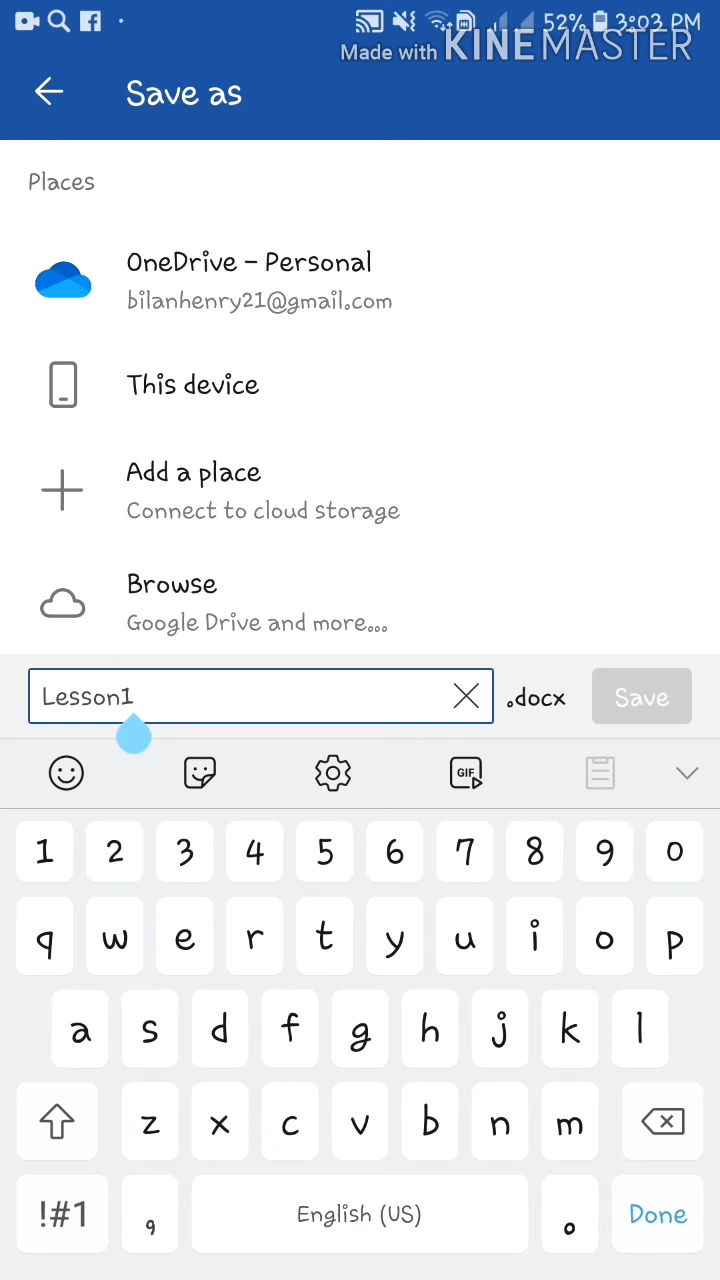 52% 3:03 PM
Made with KINEMASTER
Save as
Places
OneDrive - Personal
bilanhenry21@gmail.com
This device
Add a place
Connect to cloud storage
Browse
Google Drive and more...
Lesson1 .docx Save
GIF
1 2 3 4 5 6 7 8 9 0
q w e r t y u i o p
a s d f g h j k l
z x c v b n m
!#1 , English (US) . Done